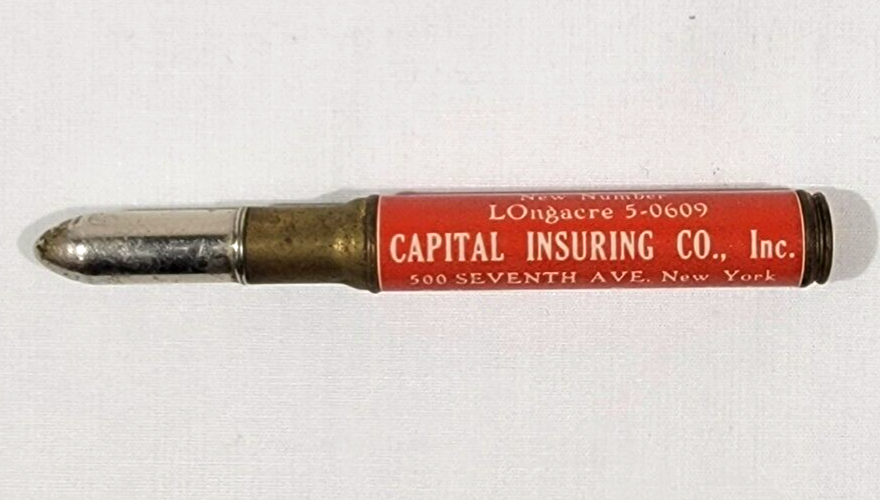 New Number
LOngacre 5-0609
CAPITAL INSURING CO., Inc.
500 SEVENTH AVE. New York